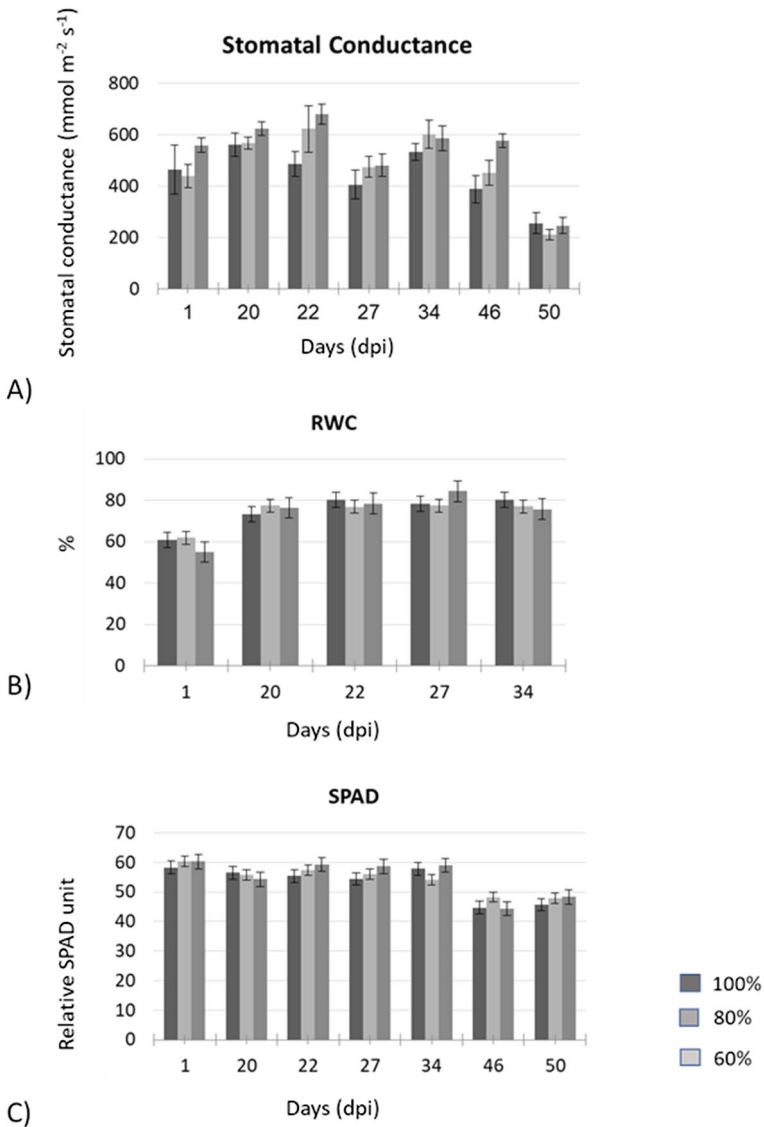 Stomatal Conductance
Stomatal conductance (mmol m⁻² s⁻¹)
800
600
400
200
0
1 20 22 27 34 46 50
Days (dpi)
A)
RWC
%
100
80
60
40
20
0
1 20 22 27 34
Days (dpi)
B)
SPAD
Relative SPAD unit
70
60
50
40
30
20
10
0
1 20 22 27 34 46 50
Days (dpi)
C)
100%
80%
60%